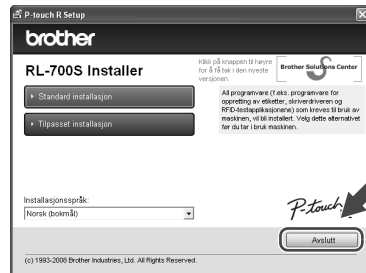 P-touch R Setup
brother
RL-700S Installer
Klikk på knappen til høyre
for å få tak i den nyeste
versjonen.
Brother Solutions Center
Standard installasjon
Tilpasset installasjon
All programvare (f.eks. programvare for
oppretting av etiketter, skriverdriveren og
RFID-testapplikasjonene) som kreves til bruk av
maskinen, vil bli installert. Velg dette alternativet
før du tar i bruk maskinen.
Installasjonsspråk:
Norsk (bokmål)
P-touch
Avslutt
(c) 1993-2008 Brother Industries, Ltd. All Rights Reserved.